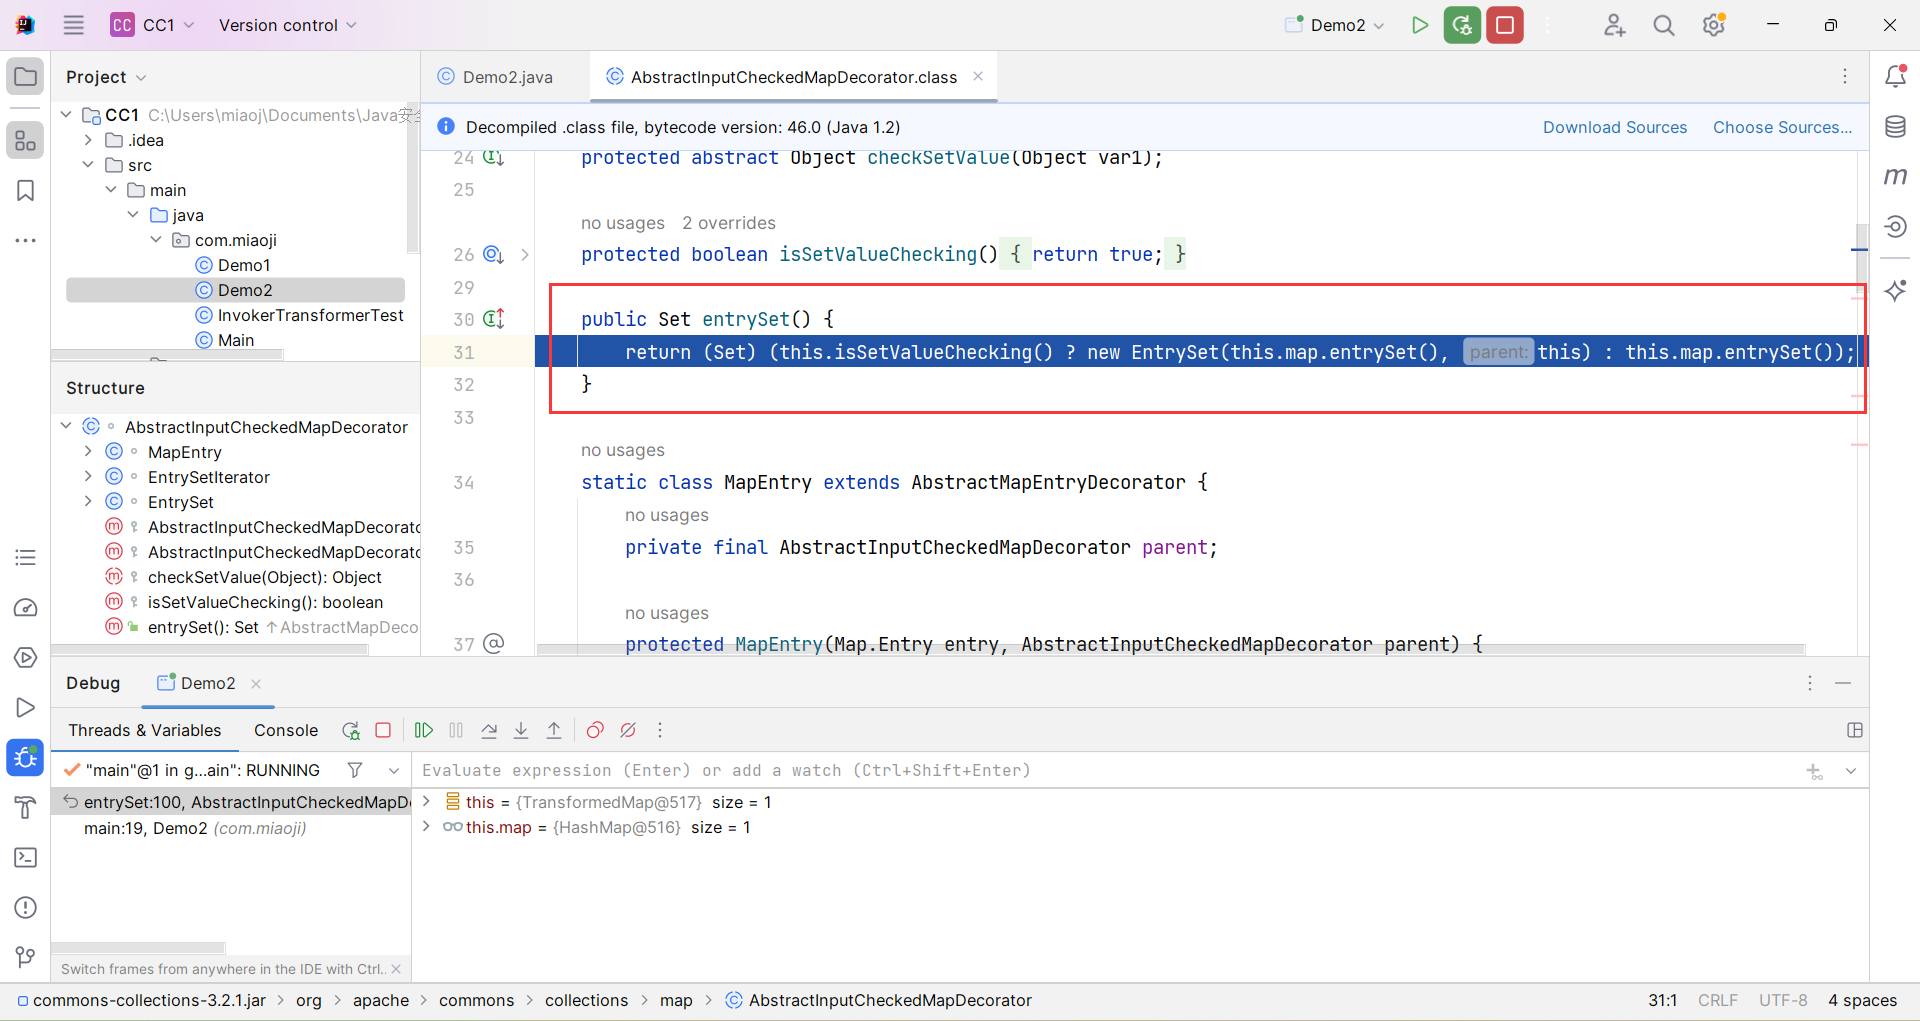 CC CC1 Version control Demo2
Project
CC1 C:\Users\miaoj\Documents\Java安全
.idea
src
main
java
com.miaoji
Demo1
Demo2
InvokerTransformerTest
Main
Structure
AbstractInputCheckedMapDecorator
MapEntry
EntrySetIterator
EntrySet
AbstractInputCheckedMapDecorato
AbstractInputCheckedMapDecorato
checkSetValue(Object): Object
isSetValueChecking(): boolean
entrySet(): Set ↑AbstractMapDeco
Demo2.java AbstractInputCheckedMapDecorator.class
Decompiled .class file, bytecode version: 46.0 (Java 1.2) Download Sources Choose Sources...
24 protected abstract Object checkSetValue(Object var1);
25
no usages 2 overrides
26 protected boolean isSetValueChecking() { return true; }
29
30 public Set entrySet() {
31 return (Set) (this.isSetValueChecking() ? new EntrySet(this.map.entrySet(), parent: this) : this.map.entrySet());
32 }
33
no usages
34 static class MapEntry extends AbstractMapEntryDecorator {
no usages
35 private final AbstractInputCheckedMapDecorator parent;
36
no usages
37 @ protected MapEntry(Map.Entry entry, AbstractInputCheckedMapDecorator parent) {
Debug Demo2
Threads & Variables Console
"main"@1 in g...ain": RUNNING
entrySet:100, AbstractInputCheckedMapD
main:19, Demo2 (com.miaoji)
Switch frames from anywhere in the IDE with Ctrl..
Evaluate expression (Enter) or add a watch (Ctrl+Shift+Enter)
this = {TransformedMap@517} size = 1
this.map = {HashMap@516} size = 1
commons-collections-3.2.1.jar > org > apache > commons > collections > map > AbstractInputCheckedMapDecorator 31:1 CRLF UTF-8 4 spaces